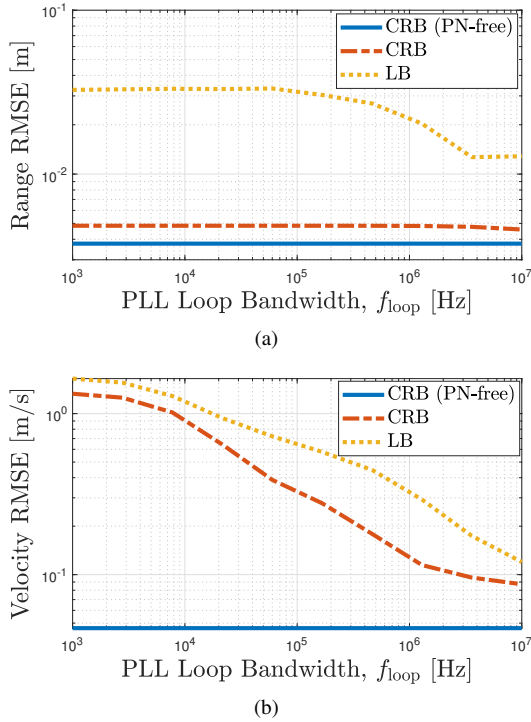 10^-1
CRB (PN-free)
CRB
LB
Range RMSE [m]
10^-2
10^3 10^4 10^5 10^6 10^7
PLL Loop Bandwidth, f_loop [Hz]
(a)
CRB (PN-free)
CRB
LB
10^0
Velocity RMSE [m/s]
10^-1
10^3 10^4 10^5 10^6 10^7
PLL Loop Bandwidth, f_loop [Hz]
(b)